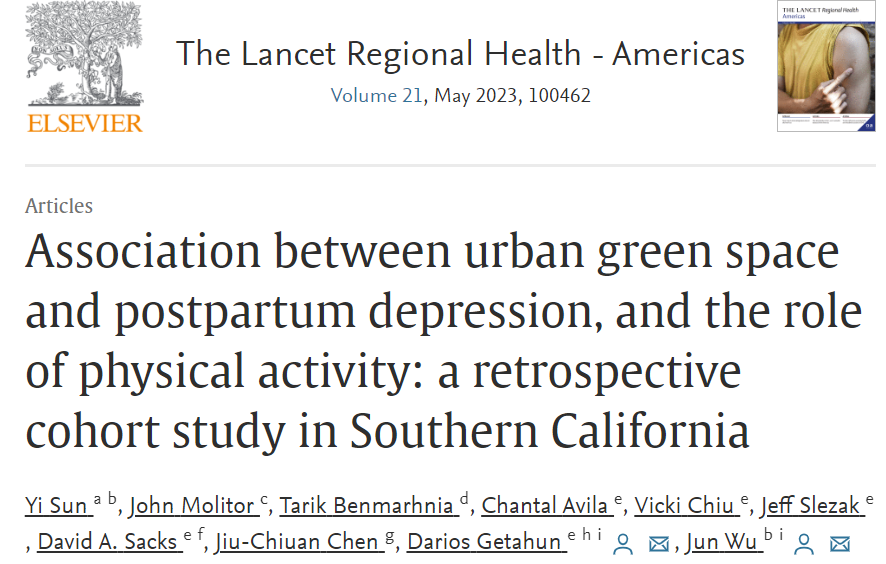 ELSEVIER
The Lancet Regional Health - Americas
Volume 21, May 2023, 100462
THE LANCET Regional Health
Americas
Articles
Association between urban green space
and postpartum depression, and the role
of physical activity: a retrospective
cohort study in Southern California
Yi Sun a b, John Molitor c, Tarik Benmarhnia d, Chantal Avila e, Vicki Chiu e, Jeff Slezak e
, David A. Sacks e f, Jiu-Chiuan Chen g, Darios Getahun e h i , Jun Wu b i